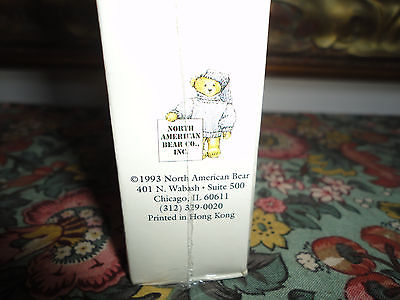 NORTH
AMERICAN
BEAR CO.,
INC.
©1993 North American Bear
401 N. Wabash • Suite 500
Chicago, IL 60611
(312) 329-0020
Printed in Hong Kong